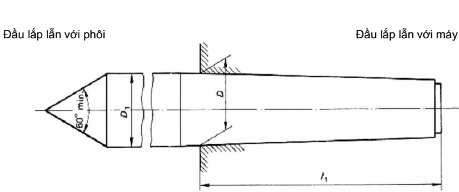 Đầu lắp lẫn với phôi
Đầu lắp lẫn với máy
60° min.
D₁
D
l₁